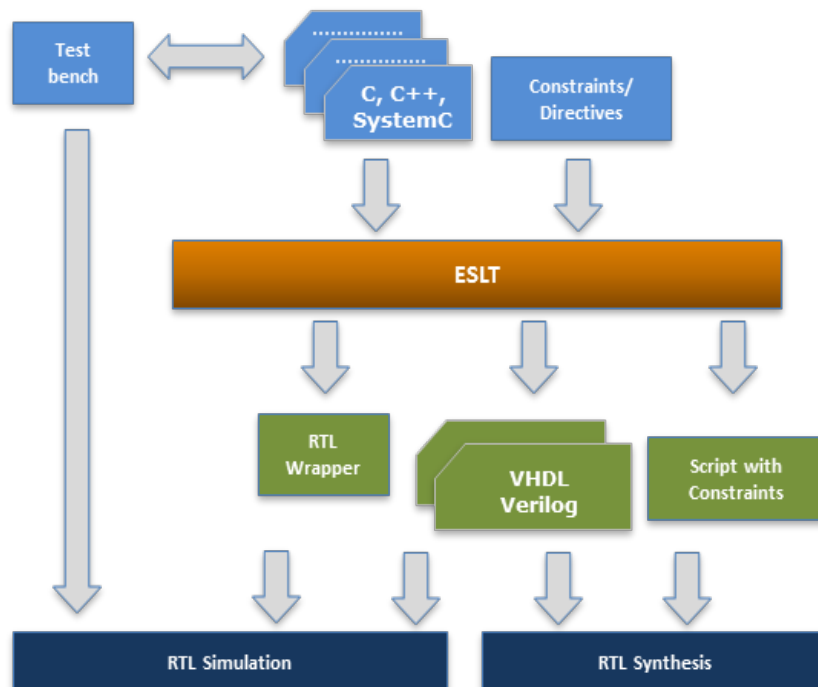 Test
bench
....................
....................
C, C++,
SystemC
Constraints/
Directives
ESLT
RTL
Wrapper
VHDL
Verilog
Script with
Constraints
RTL Simulation
RTL Synthesis